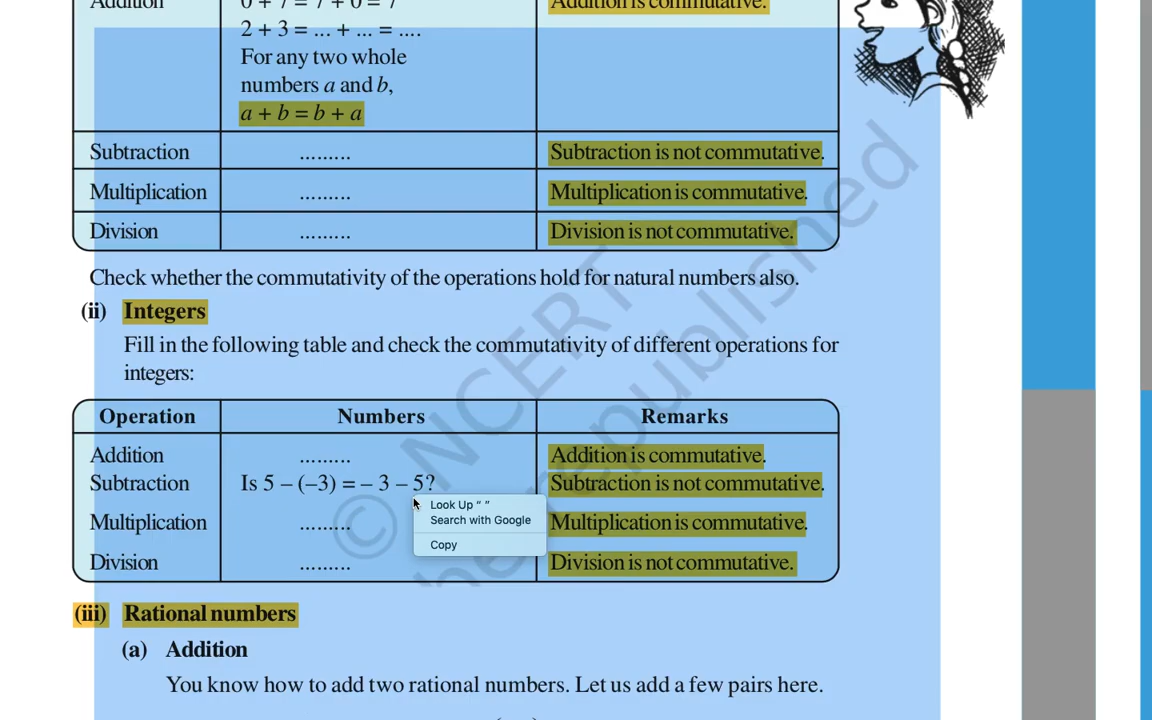 Addition 0 + 7 = 7 + 0 = 7 Addition is commutative.
2 + 3 = ... + ... = ....
For any two whole
numbers a and b,
a + b = b + a
Subtraction ......... Subtraction is not commutative.
Multiplication ......... Multiplication is commutative.
Division ......... Division is not commutative.
Check whether the commutativity of the operations hold for natural numbers also.
(ii) Integers
Fill in the following table and check the commutativity of different operations for
integers:
Operation Numbers Remarks
Addition ......... Addition is commutative.
Subtraction Is 5 – (–3) = – 3 – 5? Subtraction is not commutative.
Look Up “ ”
Search with Google
Copy
Multiplication ......... Multiplication is commutative.
Division ......... Division is not commutative.
(iii) Rational numbers
(a) Addition
You know how to add two rational numbers. Let us add a few pairs here.
© NCERT
republished